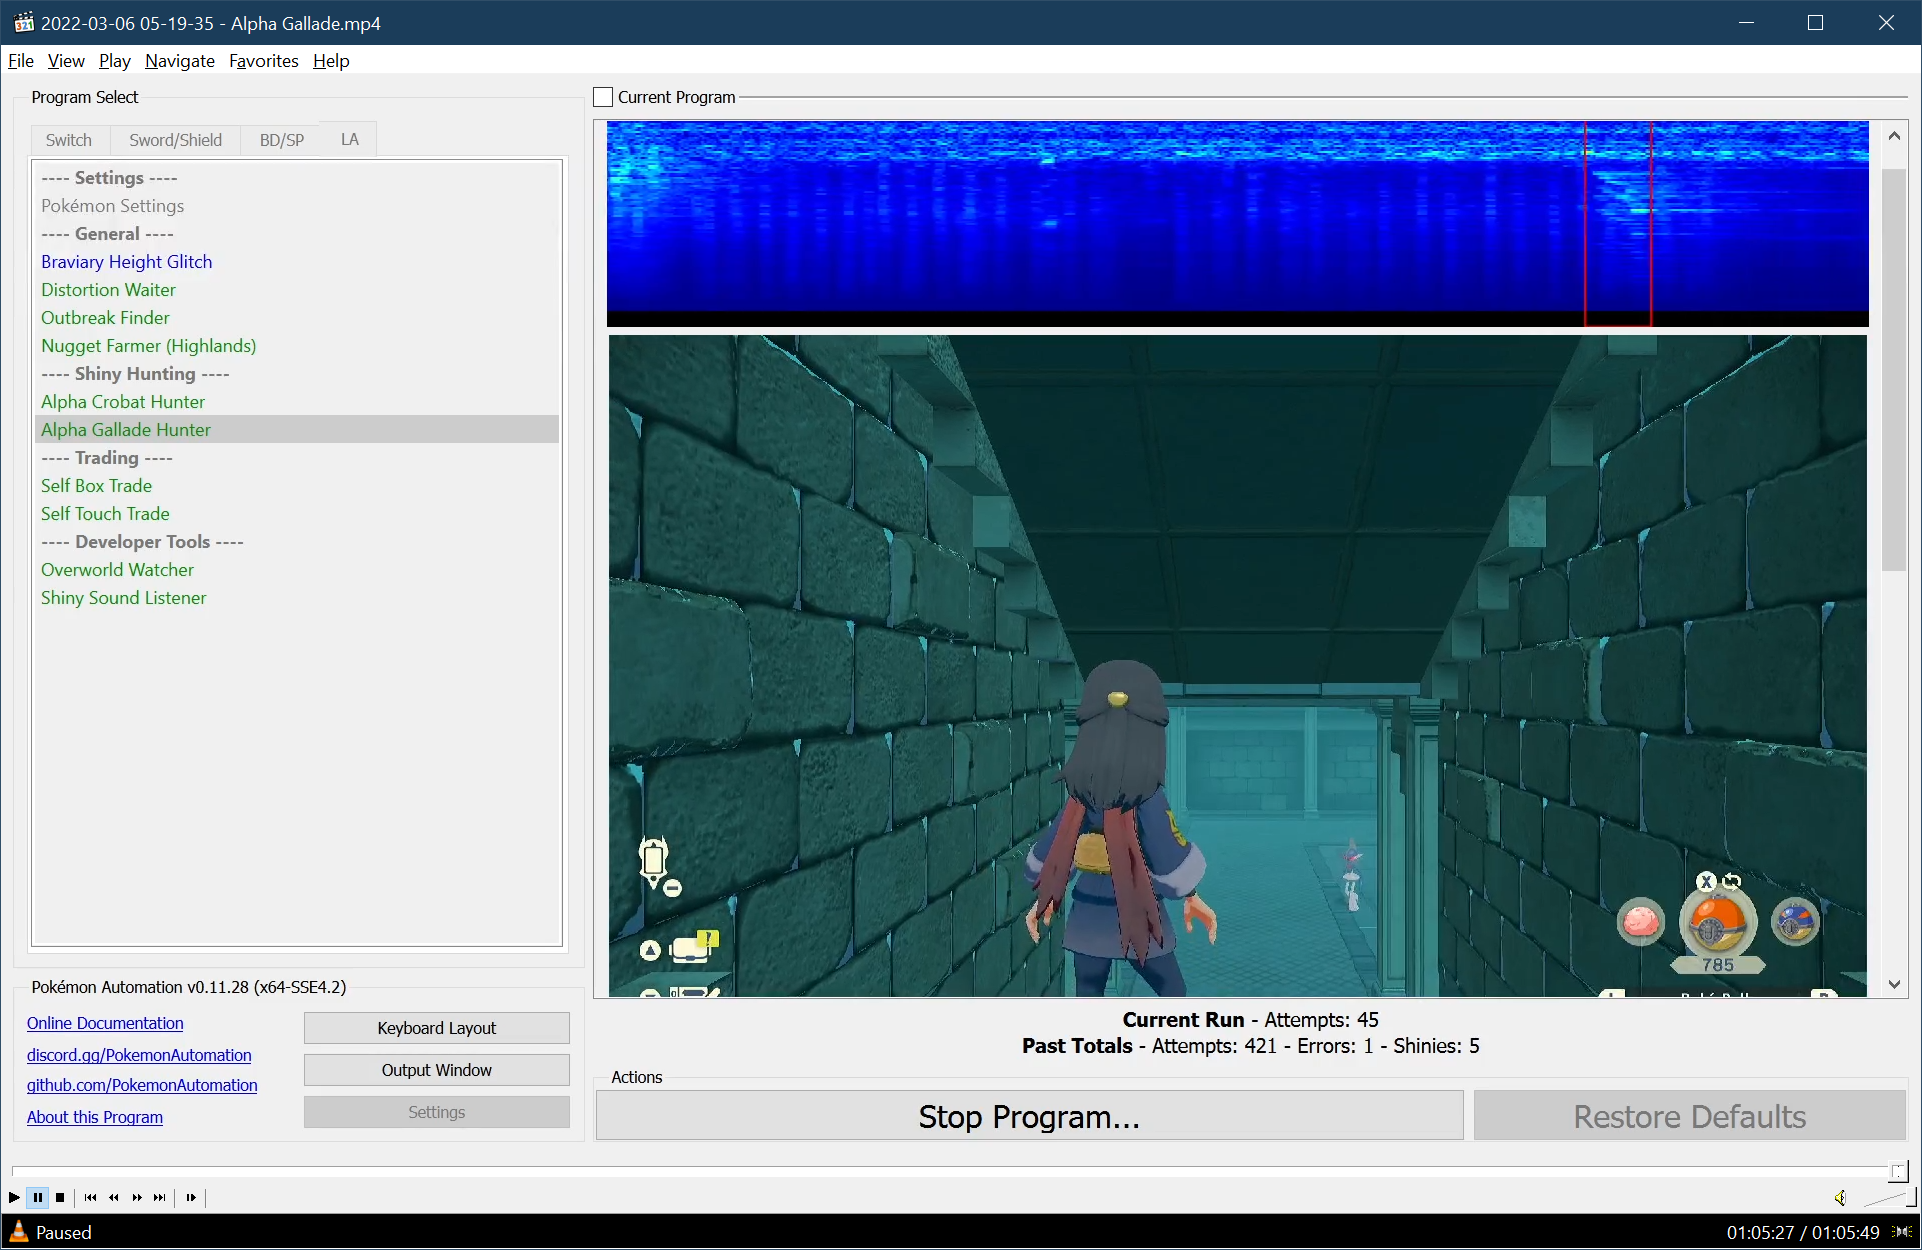 2022-03-06 05-19-35 - Alpha Gallade.mp4
File View Play Navigate Favorites Help
Program Select
Switch Sword/Shield BD/SP LA
---- Settings ----
Pokémon Settings
---- General ----
Braviary Height Glitch
Distortion Waiter
Outbreak Finder
Nugget Farmer (Highlands)
---- Shiny Hunting ----
Alpha Crobat Hunter
Alpha Gallade Hunter
---- Trading ----
Self Box Trade
Self Touch Trade
---- Developer Tools ----
Overworld Watcher
Shiny Sound Listener
Pokémon Automation v0.11.28 (x64-SSE4.2)
Online Documentation
discord.gg/PokemonAutomation
github.com/PokemonAutomation
About this Program
Keyboard Layout
Output Window
Settings
Current Program
X
785
Current Run - Attempts: 45
Past Totals - Attempts: 421 - Errors: 1 - Shinies: 5
Actions
Stop Program...
Restore Defaults
Paused
01:05:27 / 01:05:49